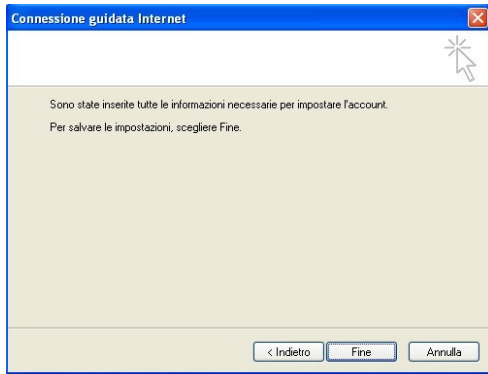 Connessione guidata Internet
Sono state inserite tutte le informazioni necessarie per impostare l'account.
Per salvare le impostazioni, scegliere Fine.
< Indietro
Fine
Annulla